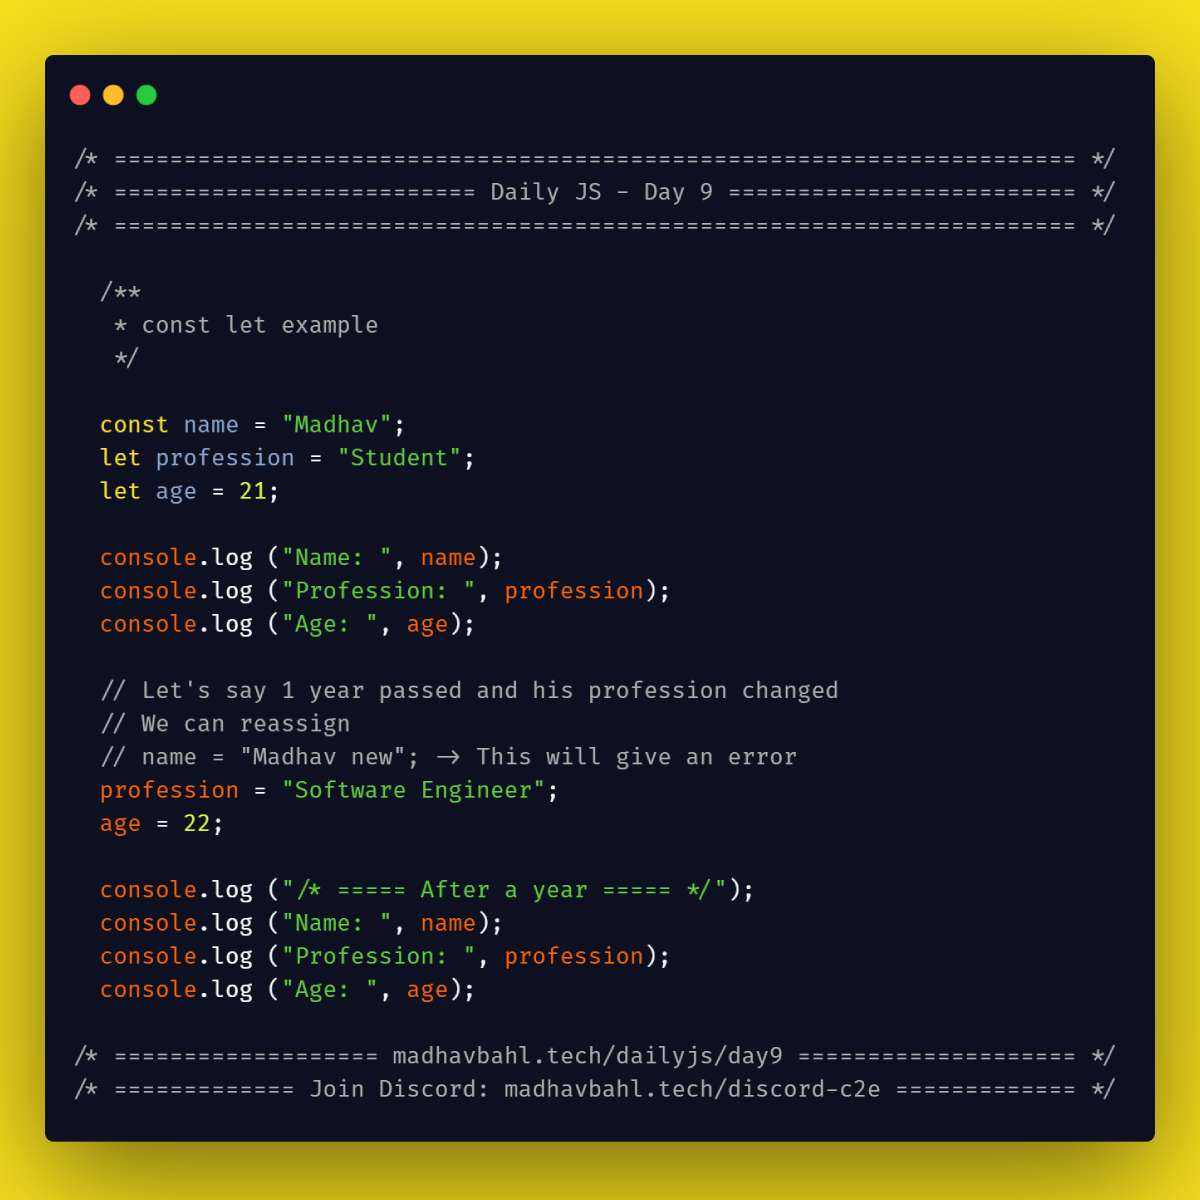 /* ===================================================================== */
/* ========================== Daily JS - Day 9 ========================= */
/* ===================================================================== */
/**
* const let example
*/
const name = "Madhav";
let profession = "Student";
let age = 21;
console.log ("Name: ", name);
console.log ("Profession: ", profession);
console.log ("Age: ", age);
// Let's say 1 year passed and his profession changed
// We can reassign
// name = "Madhav new"; -> This will give an error
profession = "Software Engineer";
age = 22;
console.log ("/* ===== After a year ===== */");
console.log ("Name: ", name);
console.log ("Profession: ", profession);
console.log ("Age: ", age);
/* =================== madhavbahl.tech/dailyjs/day9 ==================== */
/* ============= Join Discord: madhavbahl.tech/discord-c2e ============= */